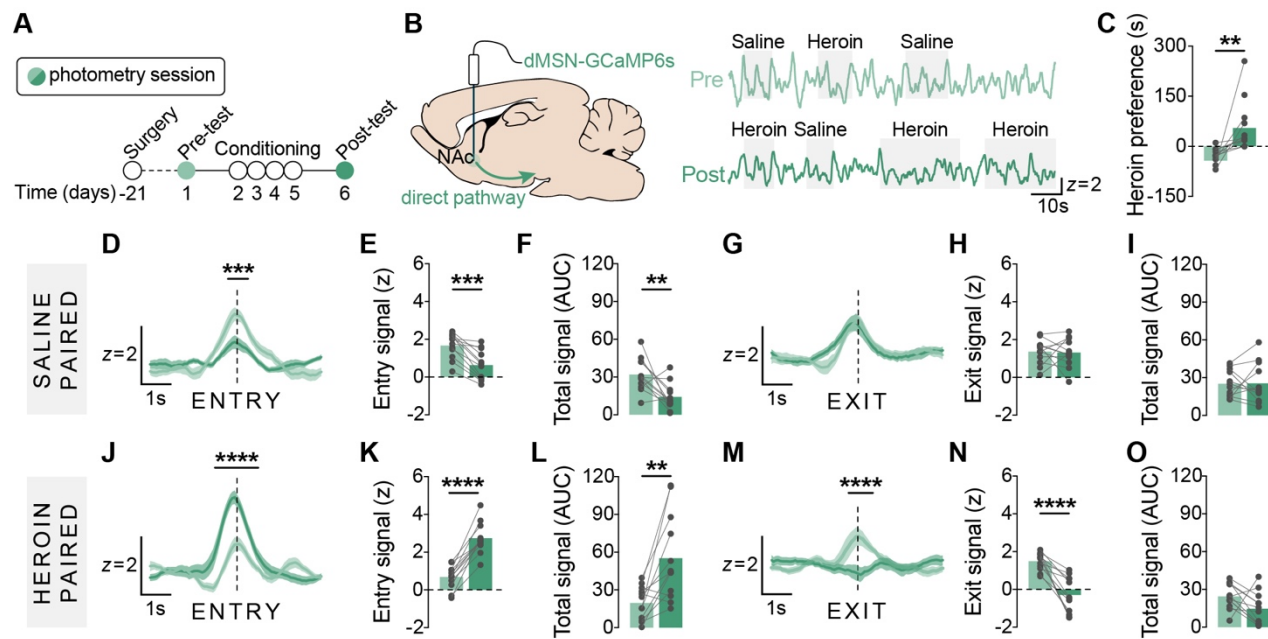 A
photometry session
Surgery
Pre-test
Conditioning
Post-test
Time (days) -21 1 2 3 4 5 6
B
dMSN-GCaMP6s
NAc
direct pathway
Saline Heroin Saline
Pre
Heroin Saline Heroin Heroin
Post
z=2
10s
C
Heroin preference (s)
300
150
0
-150
**
SALINE PAIRED
D
***
z=2
1s
ENTRY
E
Entry signal (z)
6
4
2
0
-2
***
F
Total signal (AUC)
120
90
60
30
0
**
G
z=2
1s
EXIT
H
Exit signal (z)
6
4
2
0
-2
I
Total signal (AUC)
120
90
60
30
0
HEROIN PAIRED
J
****
z=2
1s
ENTRY
K
Entry signal (z)
6
4
2
0
-2
****
L
Total signal (AUC)
120
90
60
30
0
**
M
****
z=2
1s
EXIT
N
Exit signal (z)
6
4
2
0
-2
****
O
Total signal (AUC)
120
90
60
30
0